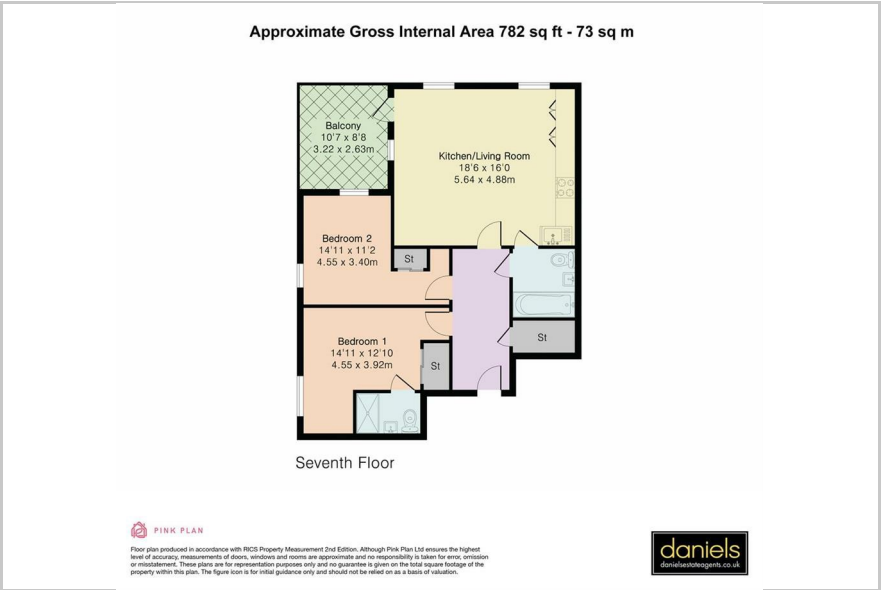 Approximate Gross Internal Area 782 sq ft - 73 sq m
Balcony
10'7 x 8'8
3.22 x 2.63m
Kitchen/Living Room
18'6 x 16'0
5.64 x 4.88m
Bedroom 2
14'11 x 11'2
4.55 x 3.40m
St
Bedroom 1
14'11 x 12'10
4.55 x 3.92m
St
St
Seventh Floor
PINK PLAN
Floor plan produced in accordance with RICS Property Measurement 2nd Edition. Although Pink Plan Ltd ensures the highest
level of accuracy, measurements of doors, windows and rooms are approximate and no responsibility is taken for error, omission
or misstatement. These plans are for representation purposes only and no guarantee is given on the total square footage of the
property within this plan. The figure icon is for initial guidance only and should not be relied on as a basis of valuation.
daniels
danielsestateagents.co.uk